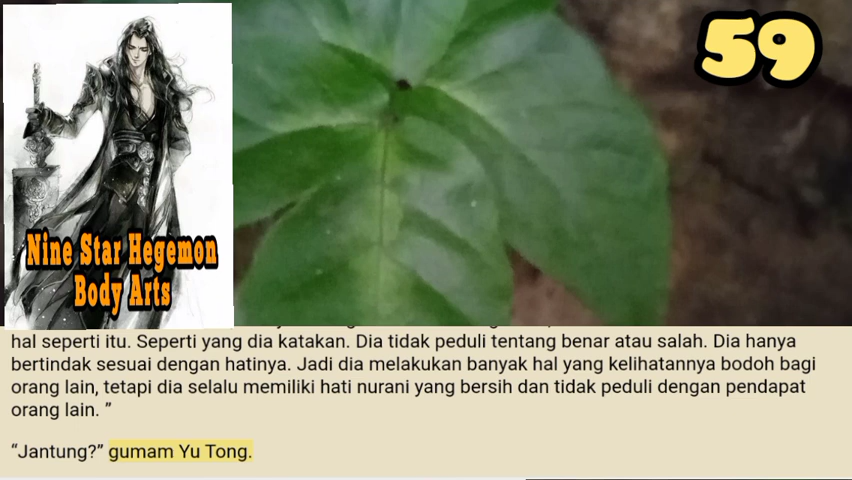 59
Nine Star Hegemon
Body Arts
hal seperti itu. Seperti yang dia katakan. Dia tidak peduli tentang benar atau salah. Dia hanya
bertindak sesuai dengan hatinya. Jadi dia melakukan banyak hal yang kelihatannya bodoh bagi
orang lain, tetapi dia selalu memiliki hati nurani yang bersih dan tidak peduli dengan pendapat
orang lain. ”
“Jantung?” gumam Yu Tong.